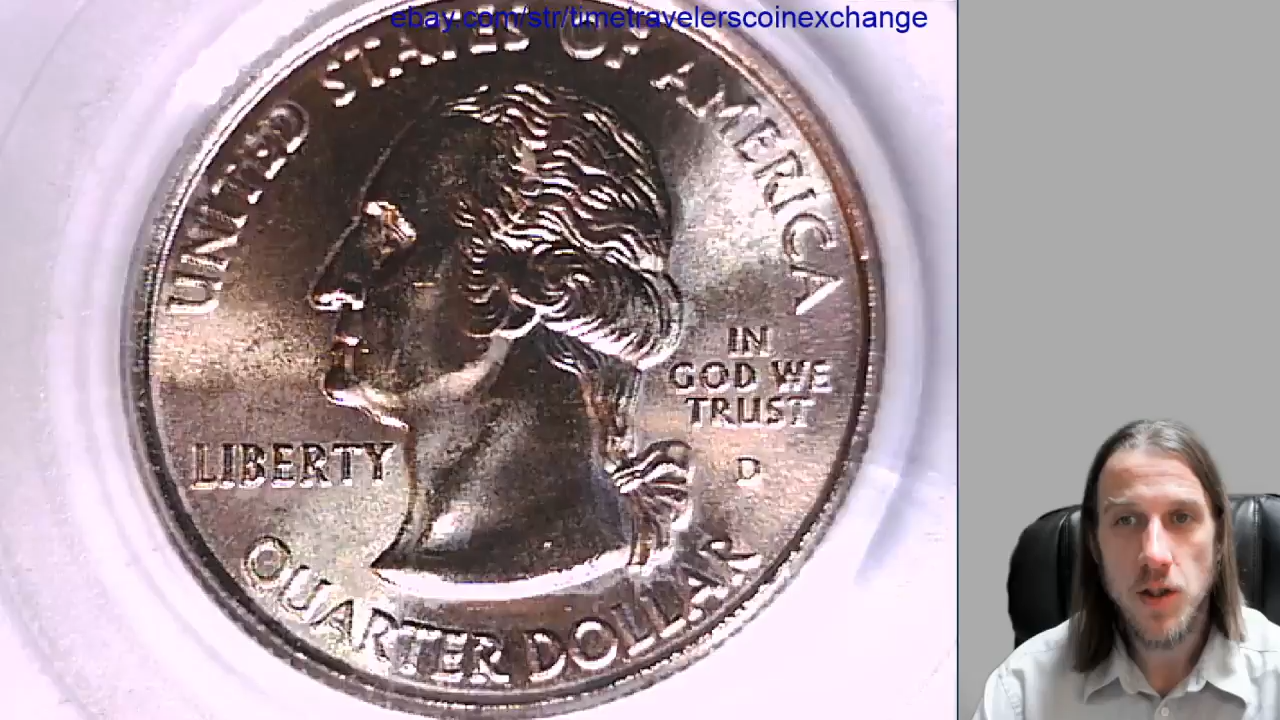 ebay.com/str/timetravelerscoinexchange
UNITED STATES OF AMERICA
IN
GOD WE
TRUST
LIBERTY
D
QUARTER DOLLAR